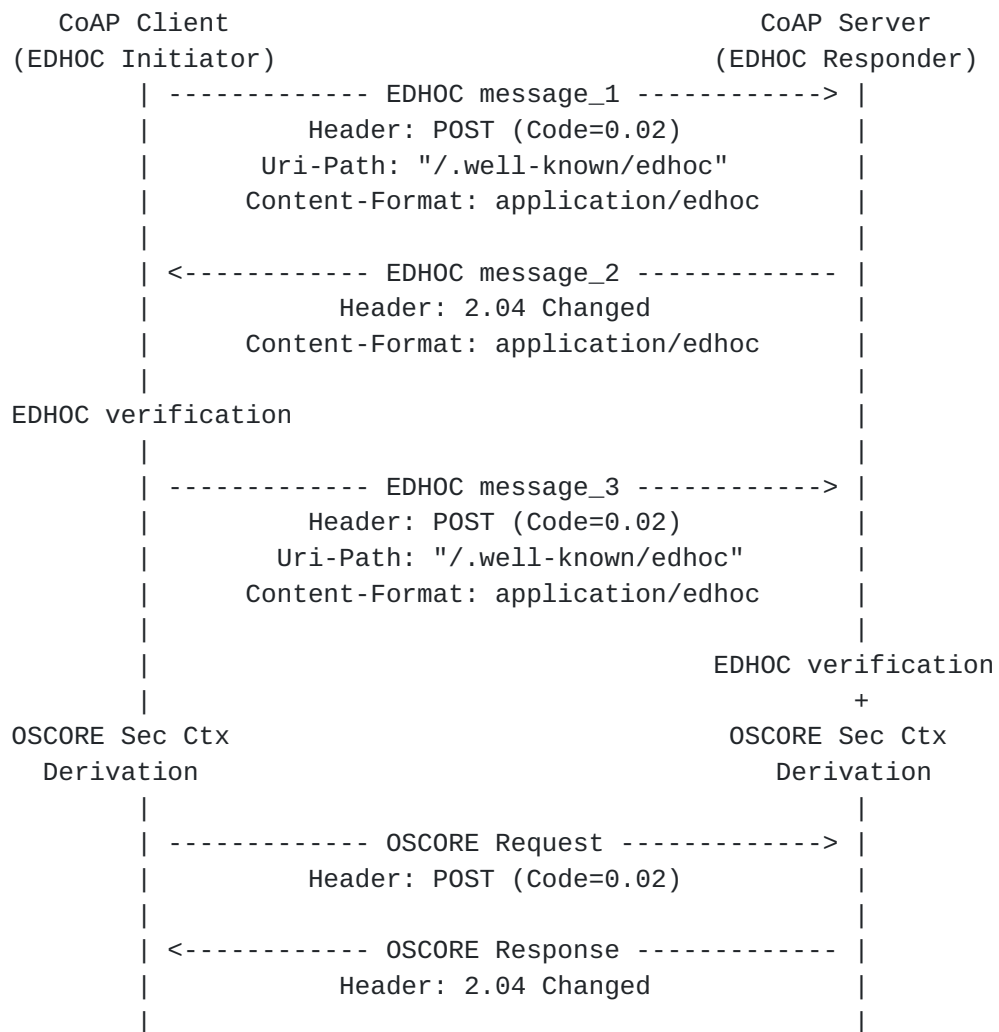 CoAP Client                                  CoAP Server
(EDHOC Initiator)                            (EDHOC Responder)
        | ------------- EDHOC message_1 ------------> |
        |          Header: POST (Code=0.02)           |
        |       Uri-Path: "/.well-known/edhoc"        |
        |      Content-Format: application/edhoc      |
        |                                             |
        | <------------ EDHOC message_2 ------------- |
        |            Header: 2.04 Changed             |
        |      Content-Format: application/edhoc      |
        |                                             |
EDHOC verification                                    |
        |                                             |
        | ------------- EDHOC message_3 ------------> |
        |          Header: POST (Code=0.02)           |
        |        Uri-Path: "/.well-known/edhoc"       |
        |      Content-Format: application/edhoc      |
        |                                             |
        |                                    EDHOC verification
        |                                             +
OSCORE Sec Ctx                                OSCORE Sec Ctx
  Derivation                                     Derivation
        |                                             |
        | ------------- OSCORE Request -------------> |
        |          Header: POST (Code=0.02)           |
        |                                             |
        | <------------ OSCORE Response ------------- |
        |            Header: 2.04 Changed             |
        |                                             |